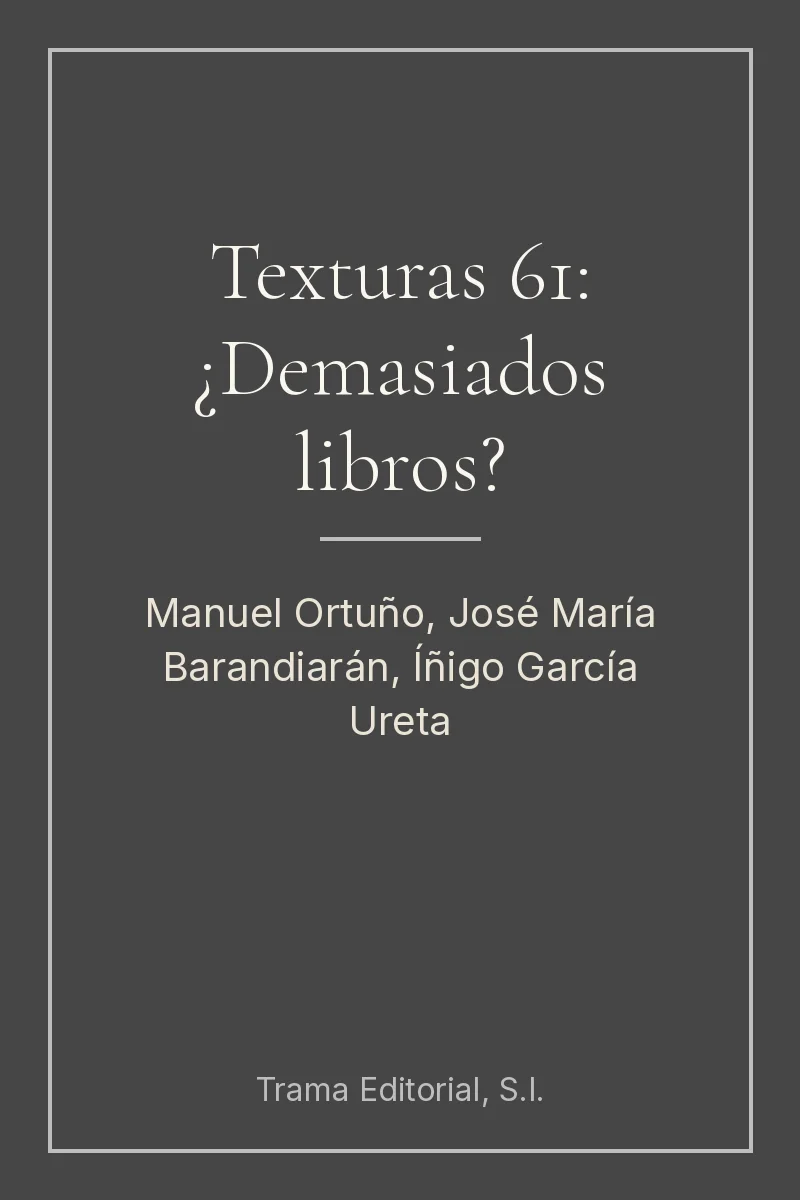 Texturas 61:
¿Demasiados
libros?
Manuel Ortuño, José María
Barandiarán, Íñigo García
Ureta
Trama Editorial, S.l.